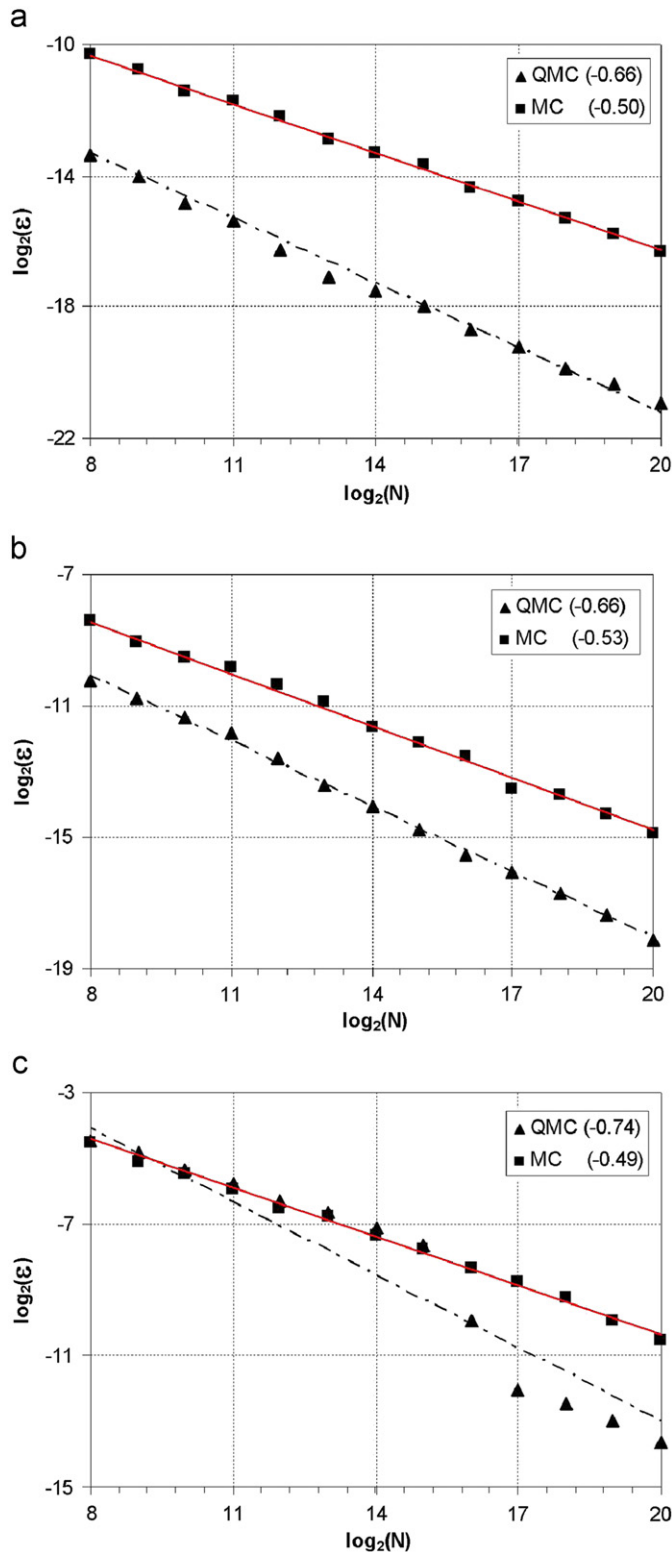 a
-10
QMC (-0.66)
MC (-0.50)
-14
log2(ε)
-18
-22
8 11 14 17 20
log2(N)
b
-7
QMC (-0.66)
MC (-0.53)
-11
log2(ε)
-15
-19
8 11 14 17 20
log2(N)
c
-3
QMC (-0.74)
MC (-0.49)
-7
log2(ε)
-11
-15
8 11 14 17 20
log2(N)